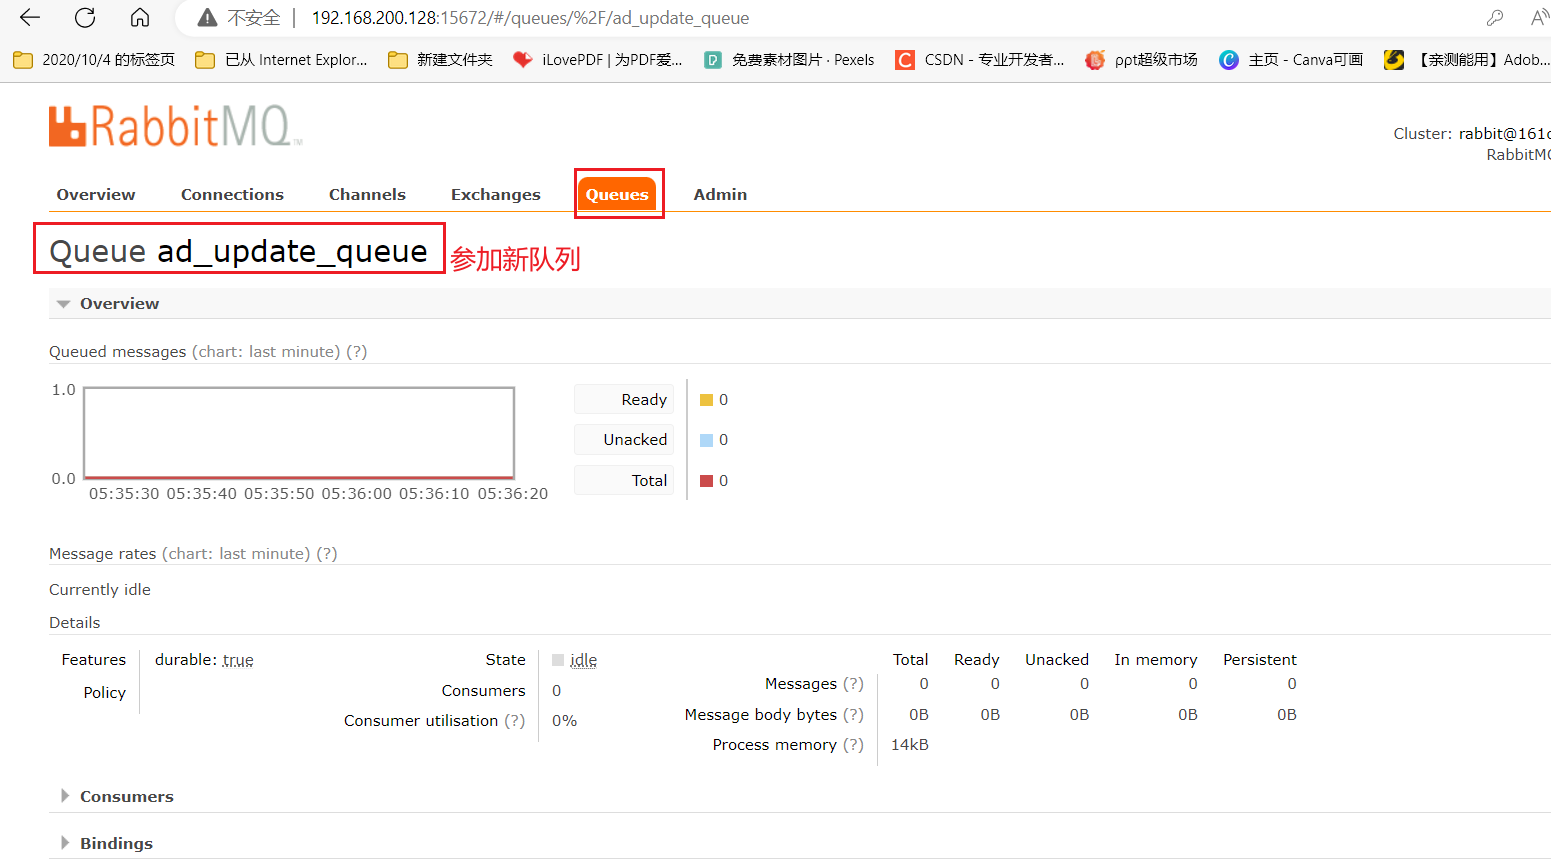 不安全 | 192.168.200.128:15672/#/queues/%2F/ad_update_queue
2020/10/4 的标签页 已从 Internet Explor... 新建文件夹 iLovePDF | 为PDF爱... 免费素材图片 · Pexels CSDN - 专业开发者... ppt超级市场 主页 - Canva可画 【亲测能用】Adob...
RabbitMQ™
Cluster: rabbit@161c
RabbitMQ
Overview Connections Channels Exchanges Queues Admin
Queue ad_update_queue 参加新队列
Overview
Queued messages (chart: last minute) (?)
1.0
0.0
05:35:30 05:35:40 05:35:50 05:36:00 05:36:10 05:36:20
Ready 0
Unacked 0
Total 0
Message rates (chart: last minute) (?)
Currently idle
Details
Features durable: true
Policy
State idle
Consumers 0
Consumer utilisation (?) 0%
Total Ready Unacked In memory Persistent
Messages (?) 0 0 0 0 0
Message body bytes (?) 0B 0B 0B 0B 0B
Process memory (?) 14kB
Consumers
Bindings